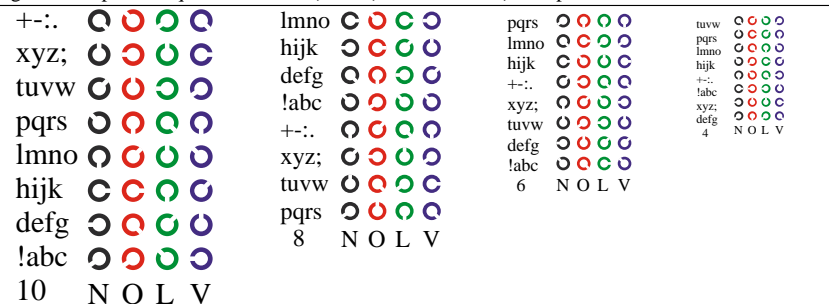 +-:.
xyz;
tuvw
pqrs
lmno
hijk
defg
!abc
10 N O L V
lmno
hijk
defg
!abc
+-:.
xyz;
tuvw
pqrs
8 N O L V
pqrs
lmno
hijk
+-:.
xyz;
tuvw
defg
!abc
6 N O L V
tuvw
pqrs
lmno
hijk
+-:.
!abc
xyz;
defg
4 N O L V